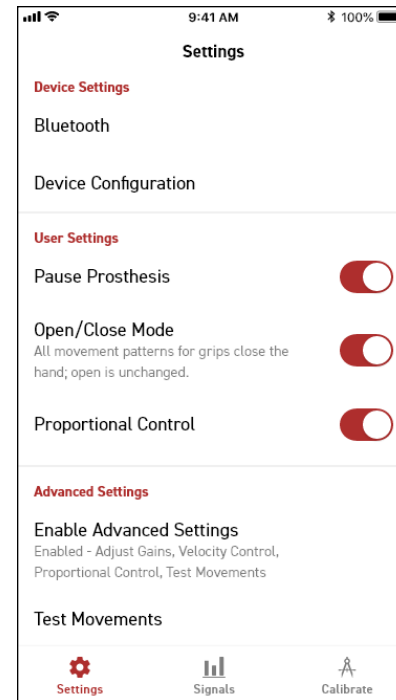 9:41 AM
100%
Settings
Device Settings
Bluetooth
Device Configuration
User Settings
Pause Prosthesis
Open/Close Mode
All movement patterns for grips close the
hand; open is unchanged.
Proportional Control
Advanced Settings
Enable Advanced Settings
Enabled - Adjust Gains, Velocity Control,
Proportional Control, Test Movements
Test Movements
Settings
Signals
Calibrate